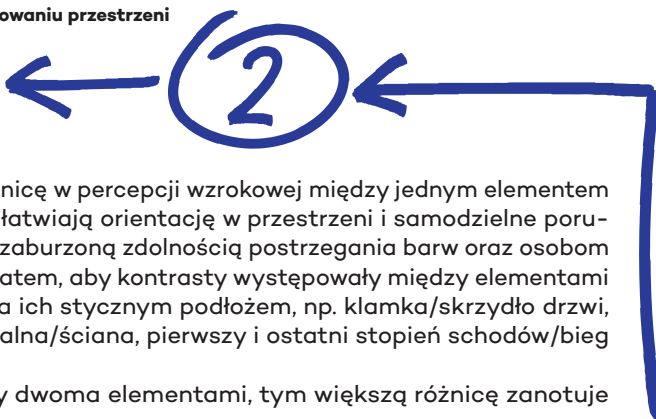 owaniu przestrzeni
2
nicę w percepcji wzrokowej między jednym elementem
łatwiają orientację w przestrzeni i samodzielne poru-
zaburzoną zdolnością postrzegania barw oraz osobom
atem, aby kontrasty występowały między elementami
a ich stycznym podłożem, np. klamka/skrzydło drzwi,
alna/ściana, pierwszy i ostatni stopień schodów/bieg
y dwoma elementami, tym większą różnicę zanotuje